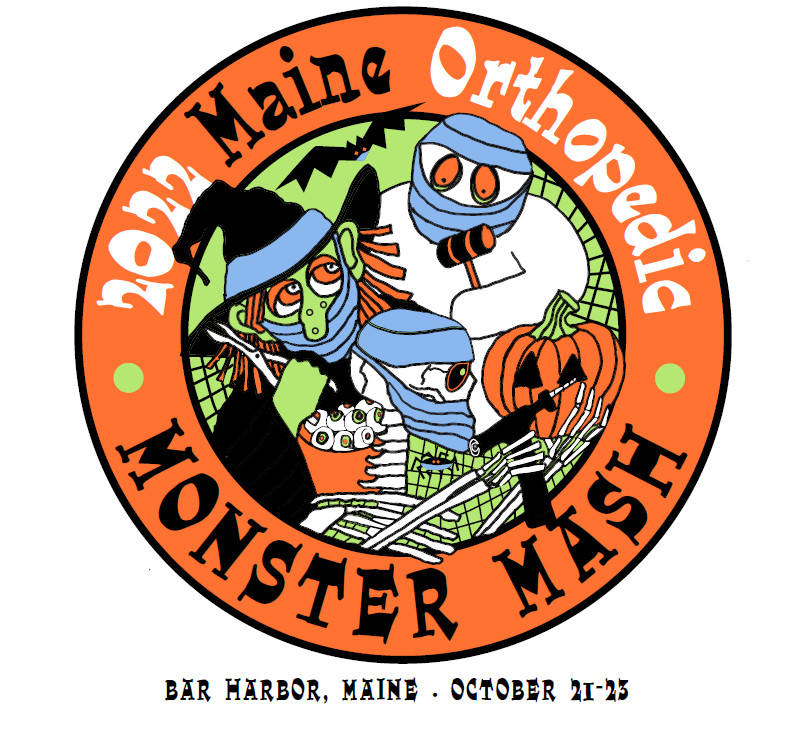 2022 Maine Orthopedic
MONSTER MASH
BAR HARBOR, MAINE . OCTOBER 21-23